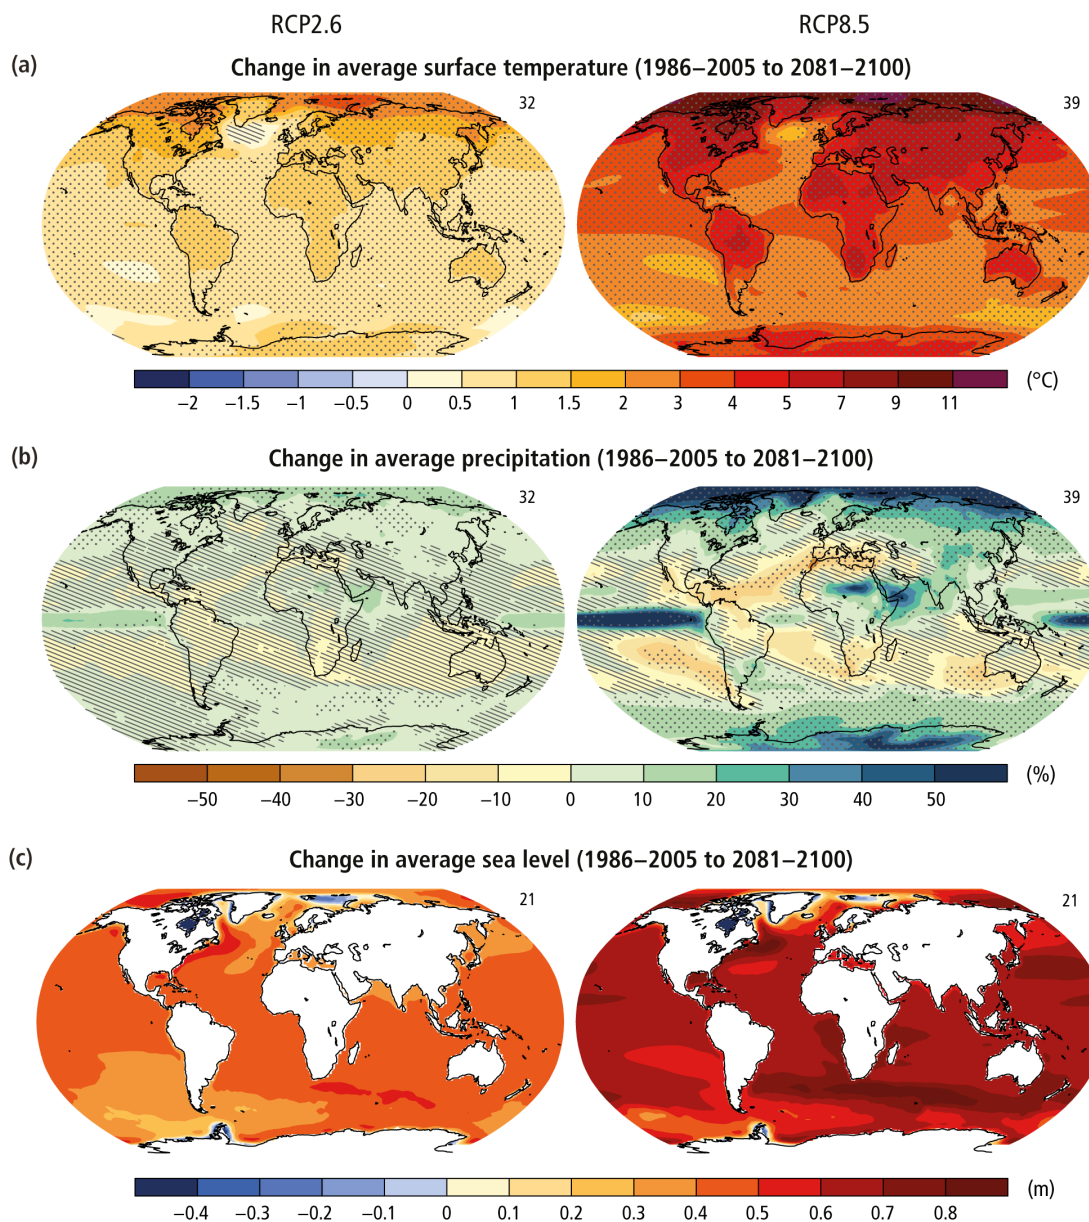 RCP2.6 RCP8.5
(a) Change in average surface temperature (1986−2005 to 2081−2100)
32 39
−2 −1.5 −1 −0.5 0 0.5 1 1.5 2 3 4 5 7 9 11 (°C)
(b) Change in average precipitation (1986−2005 to 2081−2100)
32 39
−50 −40 −30 −20 −10 0 10 20 30 40 50 (%)
(c) Change in average sea level (1986−2005 to 2081−2100)
21 21
−0.4 −0.3 −0.2 −0.1 0 0.1 0.2 0.3 0.4 0.5 0.6 0.7 0.8 (m)